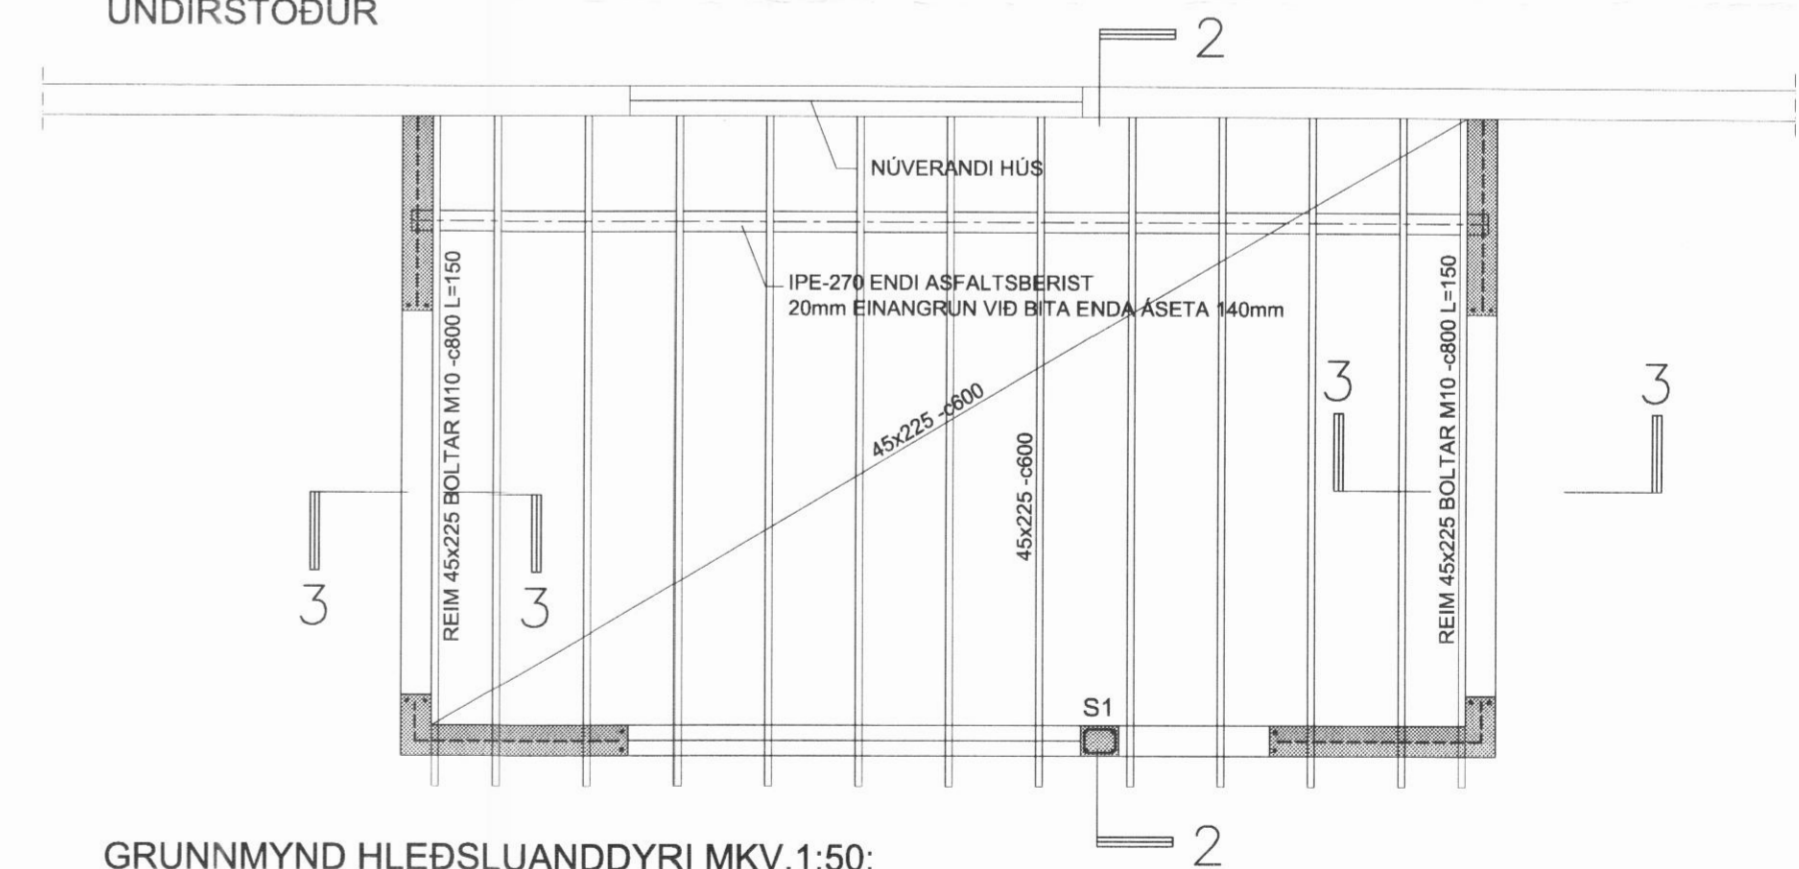 UNDIRSTÖÐUR
2
NÚVERANDI HÚS
IPE-270 ENDI ASFALTSBERIST
20mm EINANGRUN VIÐ BITA ENDA ÁSETA 140mm
REIM 45x225 BOLTAR M10 -c800 L=150
45x225 -c600
45x225 -c600
REIM 45x225 BOLTAR M10 -c800 L=150
3
3
3
3
S1
2
GRUNNMYND HLEÐSLUANDDYRI MKV.1:50: